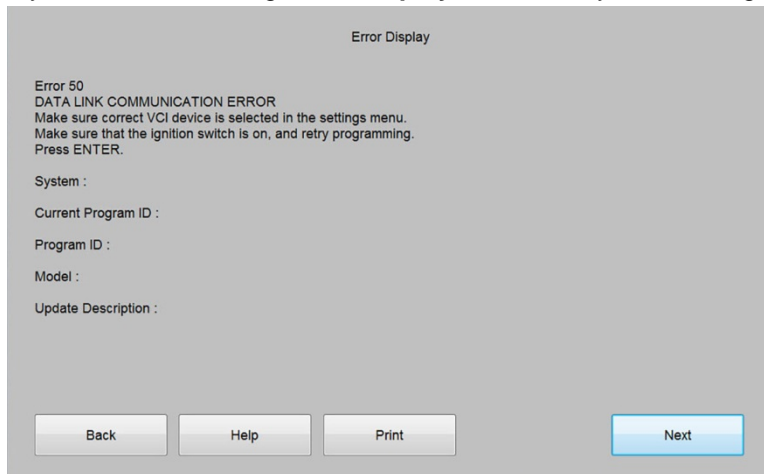 Error Display
Error 50
DATA LINK COMMUNICATION ERROR
Make sure correct VCI device is selected in the settings menu.
Make sure that the ignition switch is on, and retry programming.
Press ENTER.
System :
Current Program ID :
Program ID :
Model :
Update Description :
Back
Help
Print
Next